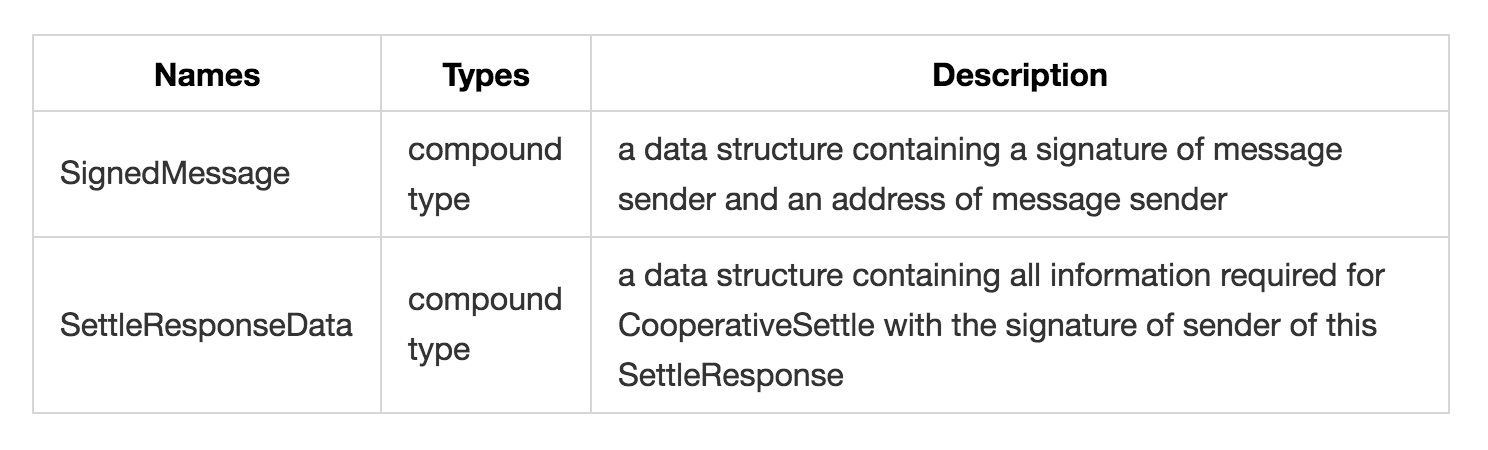 Names Types Description
SignedMessage
compound
type
a data structure containing a signature of message
sender and an address of message sender
SettleResponseData
compound
type
a data structure containing all information required for
CooperativeSettle with the signature of sender of this
SettleResponse